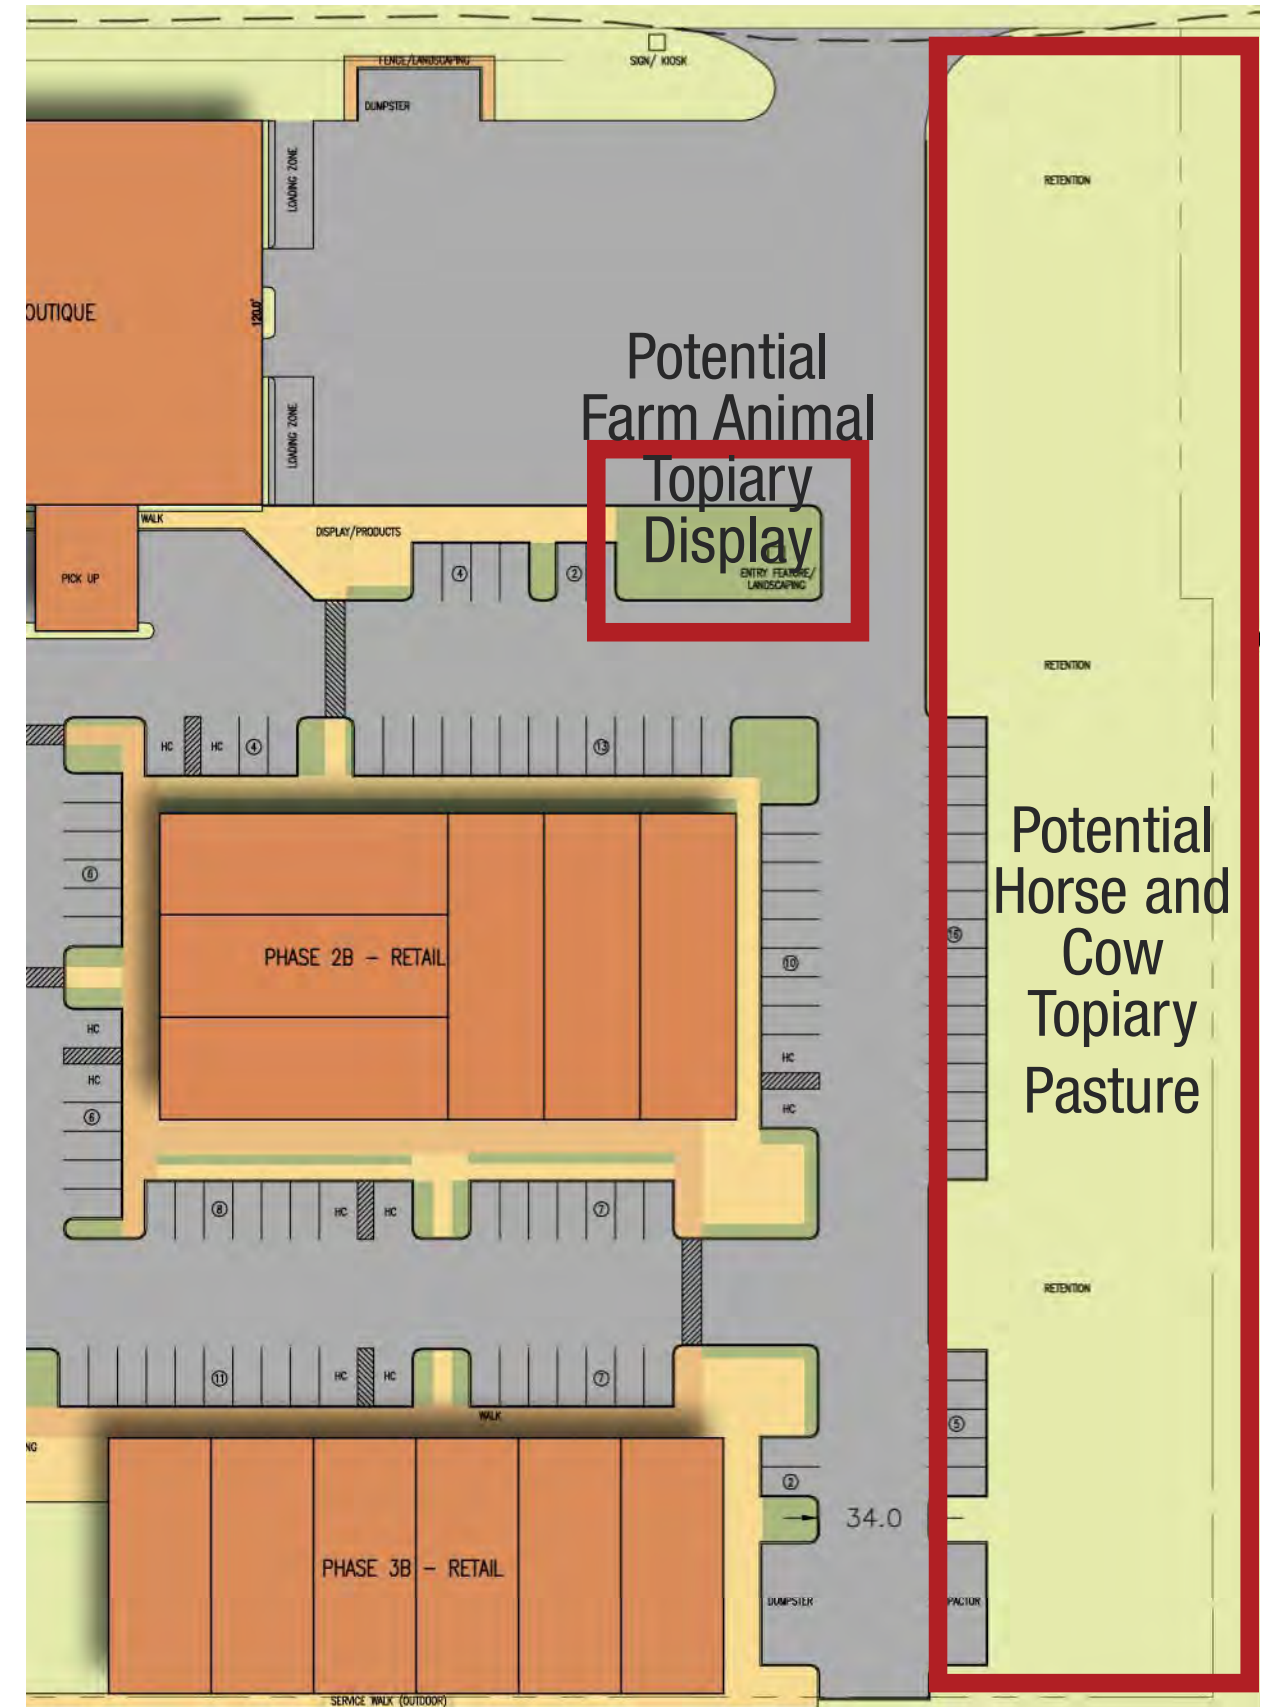 FENCE/LANDSCAPING
SIGN/ KIOSK
DUMPSTER
LOADING ZONE
RETENTION
OUTIQUE
120.0'
Potential
Farm Animal
Topiary
Display
LOADING ZONE
WALK
DISPLAY/PRODUCTS
PICK UP
4
2
ENTRY FEATURE/
LANDSCAPING
RETENTION
HC
HC
4
13
Potential
Horse and
Cow
Topiary
Pasture
6
PHASE 2B - RETAIL
10
HC
HC
HC
HC
6
8
HC
HC
7
RETENTION
11
HC
HC
7
WALK
NG
5
2
34.0
PHASE 3B - RETAIL
DUMPSTER
PACTOR
SERVICE WALK (OUTDOOR)